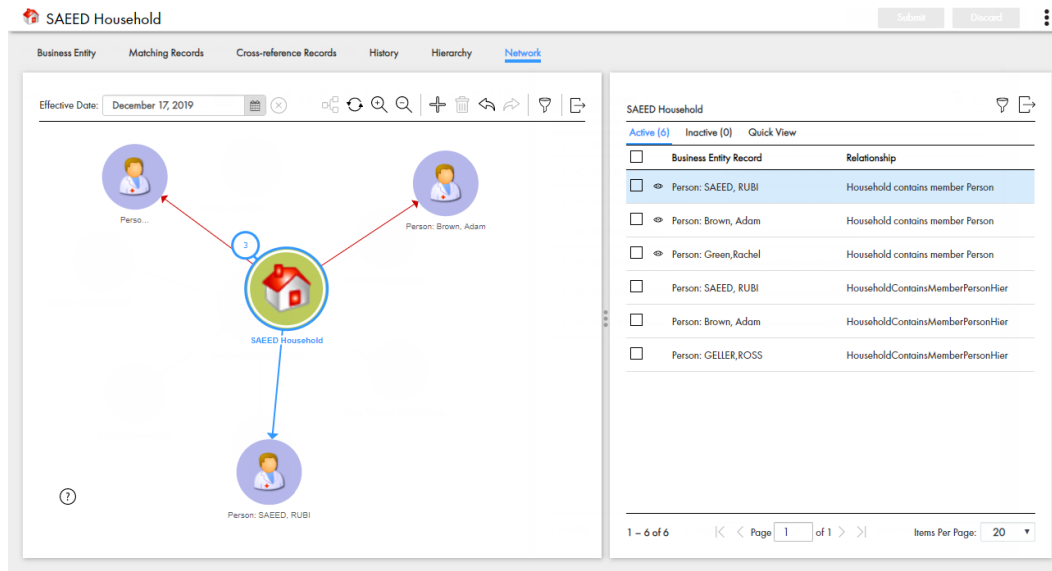 SAEED Household
Submit Discard
Business Entity Matching Records Cross-reference Records History Hierarchy Network
Effective Date: December 17, 2019
Perso...
Person: Brown, Adam
3
SAEED Household
Person: SAEED, RUBI
?
SAEED Household
Active (6) Inactive (0) Quick View
Business Entity Record Relationship
Person: SAEED, RUBI Household contains member Person
Person: Brown, Adam Household contains member Person
Person: Green,Rachel Household contains member Person
Person: SAEED, RUBI HouseholdContainsMemberPersonHier
Person: Brown, Adam HouseholdContainsMemberPersonHier
Person: GELLER,ROSS HouseholdContainsMemberPersonHier
1 – 6 of 6 Page 1 of 1 Items Per Page: 20